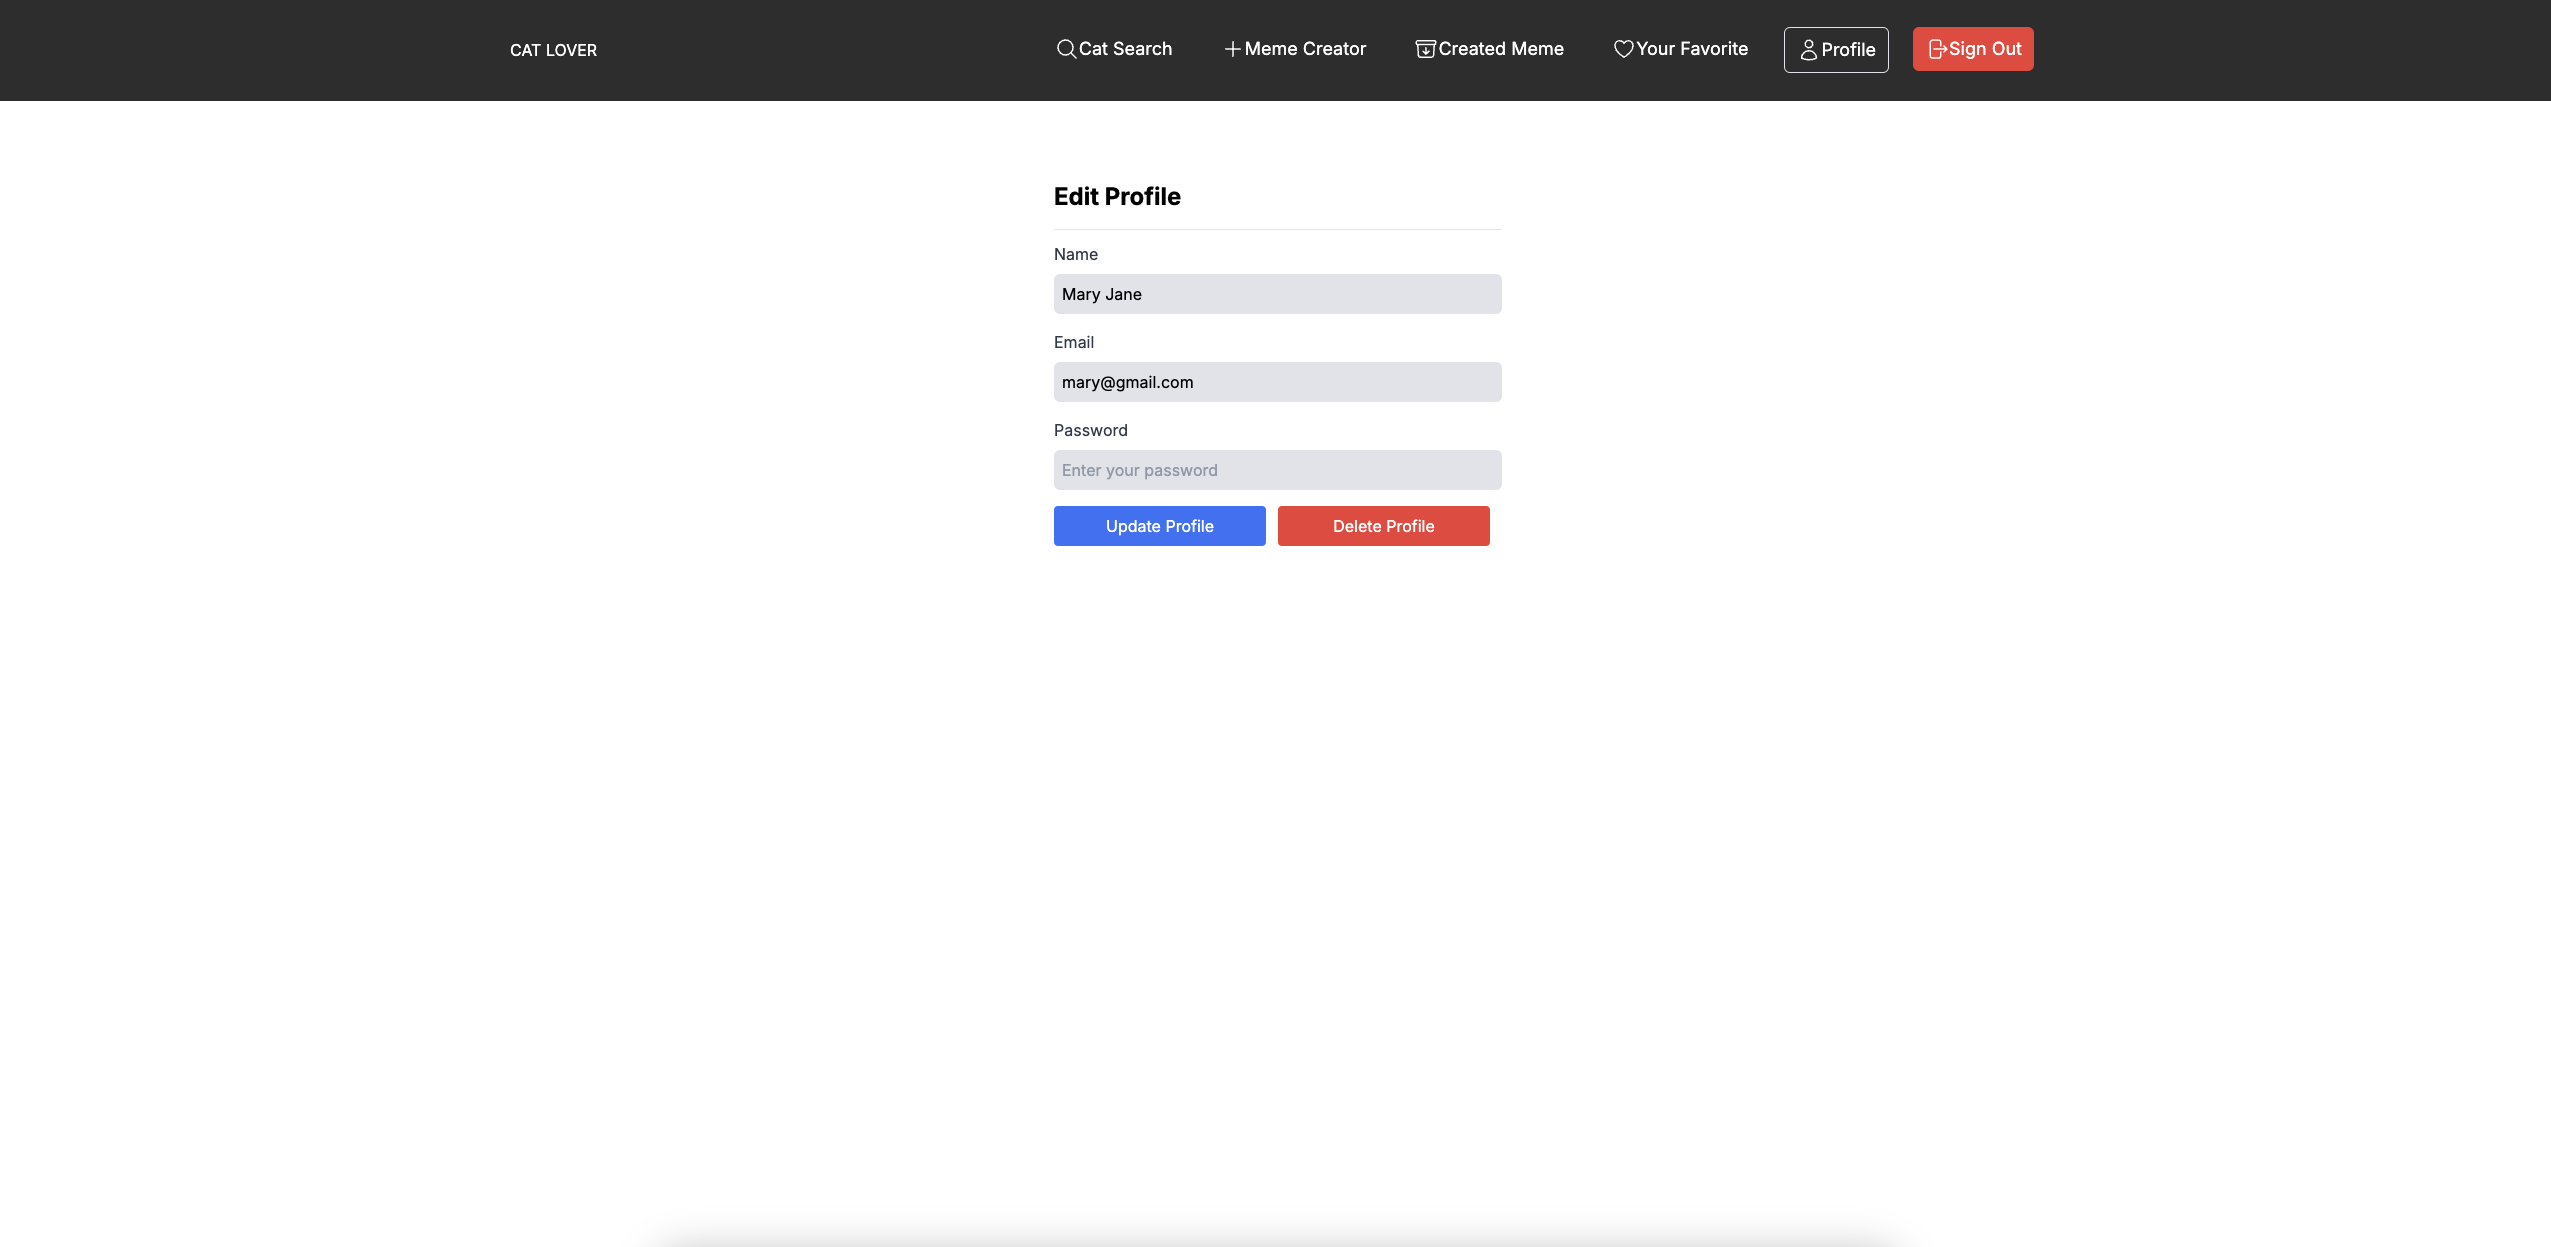 CAT LOVER
Cat Search
Meme Creator
Created Meme
Your Favorite
Profile
Sign Out
Edit Profile
Name
Mary Jane
Email
mary@gmail.com
Password
Enter your password
Update Profile
Delete Profile